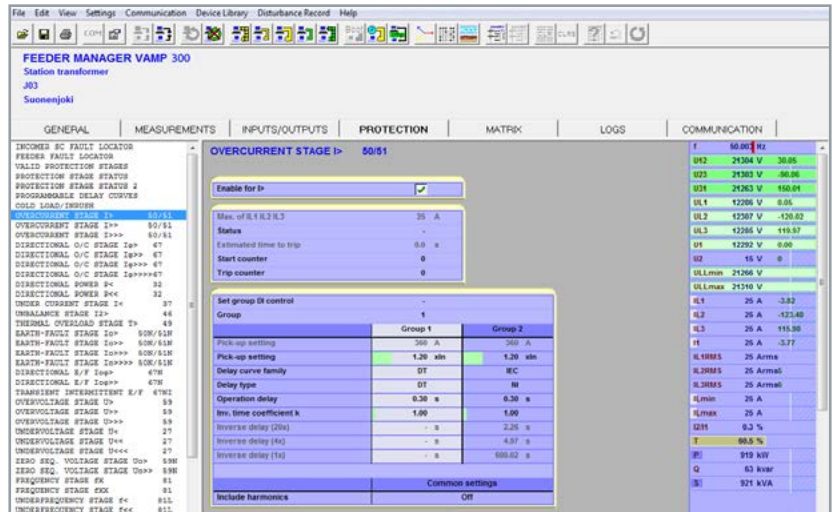 File Edit View Settings Communication Device Library Disturbance Record Help
FEEDER MANAGER VAMP 300
Station transformer
J03
Suonenjoki
GENERAL MEASUREMENTS INPUTS/OUTPUTS PROTECTION MATRIX LOGS COMMUNICATION
INCOMER SC FAULT LOCATOR
FEEDER FAULT LOCATOR
VALID PROTECTION STAGES
PROTECTION STAGE STATUS
PROTECTION STAGE STATUS 2
PROGRAMMABLE DELAY CURVES
COLD LOAD/INRUSH
OVERCURRENT STAGE I> 50/51
OVERCURRENT STAGE I>> 50/51
OVERCURRENT STAGE I>>> 50/51
DIRECTIONAL O/C STAGE Iφ> 67
DIRECTIONAL O/C STAGE Iφ>> 67
DIRECTIONAL O/C STAGE Iφ>>> 67
DIRECTIONAL O/C STAGE Iφ>>>> 67
DIRECTIONAL POWER P< 32
DIRECTIONAL POWER P<< 32
UNDER CURRENT STAGE I< 37
UNBALANCE STAGE I2> 46
THERMAL OVERLOAD STAGE T> 49
EARTH-FAULT STAGE Io> 50N/51N
EARTH-FAULT STAGE Io>> 50N/51N
EARTH-FAULT STAGE Io>>> 50N/51N
EARTH-FAULT STAGE Io>>>> 50N/51N
DIRECTIONAL E/F Ioφ> 67N
DIRECTIONAL E/F Ioφ>> 67N
TRANSIENT INTERMITTENT E/F 67NI
OVERVOLTAGE STAGE U> 59
OVERVOLTAGE STAGE U>> 59
OVERVOLTAGE STAGE U>>> 59
UNDERVOLTAGE STAGE U< 27
UNDERVOLTAGE STAGE U<< 27
UNDERVOLTAGE STAGE U<<< 27
ZERO SEQ. VOLTAGE STAGE Uo> 59N
ZERO SEQ. VOLTAGE STAGE Uo>> 59N
FREQUENCY STAGE fX 81
FREQUENCY STAGE fXX 81
UNDERFREQUENCY STAGE f< 81L
UNDERFREQUENCY STAGE f<< 81L
OVERCURRENT STAGE I> 50/51
Enable for I>
Max. of IL1 IL2 IL3 25 A
Status -
Estimated time to trip 0.0 s
Start counter 0
Trip counter 0
Set group DI control -
Group 1
Group 1 Group 2
Pick-up setting 360 A 360 A
Pick-up setting 1.20 xIn 1.20 xIn
Delay curve family DT IEC
Delay type DT NI
Operation delay 0.30 s 0.30 s
Inv. time coefficient k 1.00 1.00
Inverse delay (20x) - s 2.26 s
Inverse delay (4x) - s 4.97 s
Inverse delay (1x) - s 600.02 s
Common settings
Include harmonics Off
f 50.003 Hz
U12 21304 V 30.05
U23 21303 V -90.06
U31 21263 V 150.01
UL1 12286 V 0.05
UL2 12307 V -120.02
UL3 12285 V 119.97
U1 12292 V 0.00
U2 15 V 0
ULLmin 21266 V
ULLmax 21310 V
IL1 25 A -3.82
IL2 25 A -123.40
IL3 25 A 115.98
I1 26 A -3.77
IL1RMS 25 Arms
IL2RMS 25 Arms
IL3RMS 25 Arms
ILmin 25 A
ILmax 25 A
I2/I1 0.3 %
T 60.5 %
P 919 kW
Q 63 kvar
S 921 kVA